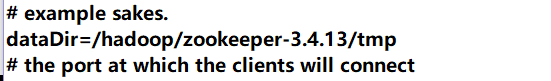 # example sakes.
dataDir=/hadoop/zookeeper-3.4.13/tmp
# the port at which the clients will connect